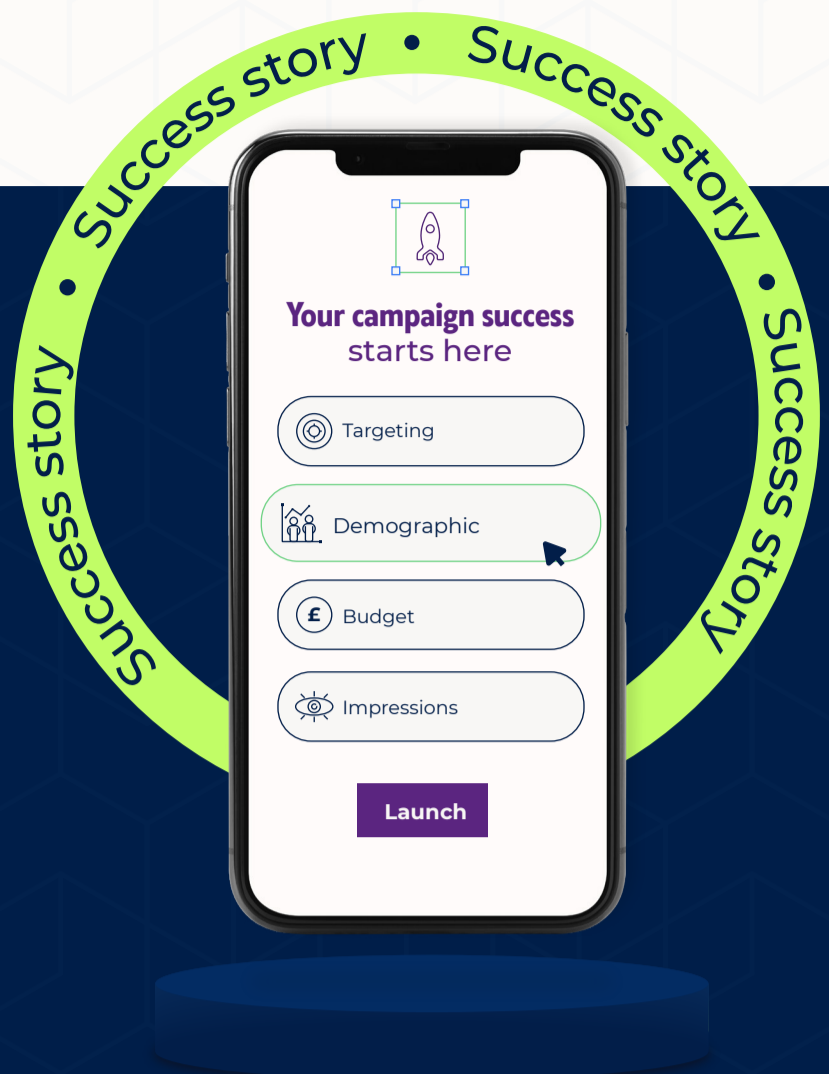 Success story • Success story • Success story • Success story
Your campaign success
starts here
Targeting
Demographic
£ Budget
Impressions
Launch